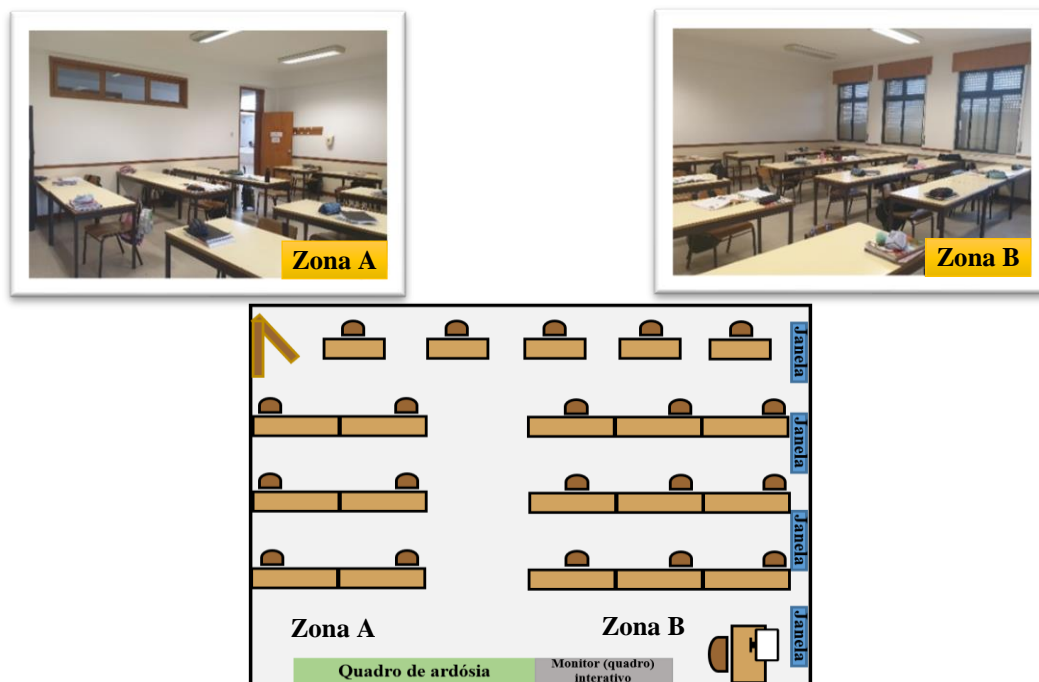 Zona A
Zona B
Janela
Janela
Janela
Janela
Zona A
Zona B
Quadro de ardósia
Monitor (quadro)
interativo